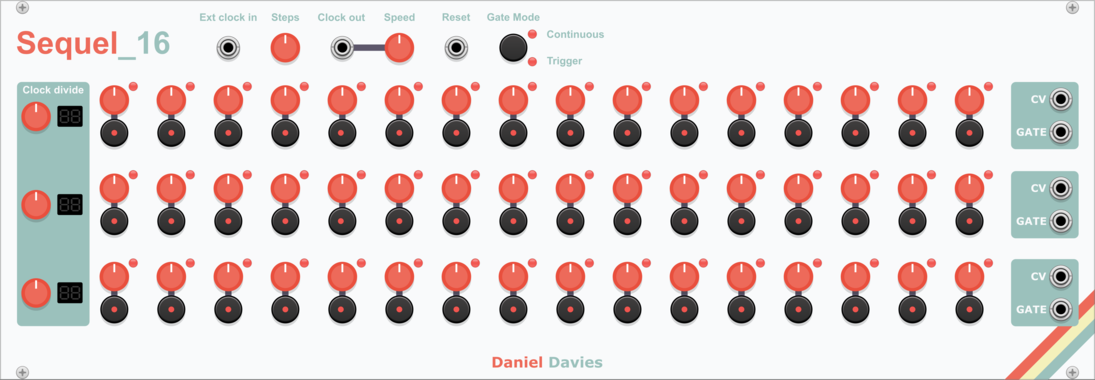 Sequel_16
Ext clock in
Steps
Clock out
Speed
Reset
Gate Mode
Continuous
Trigger
Clock divide
CV
GATE
CV
GATE
CV
GATE
Daniel Davies